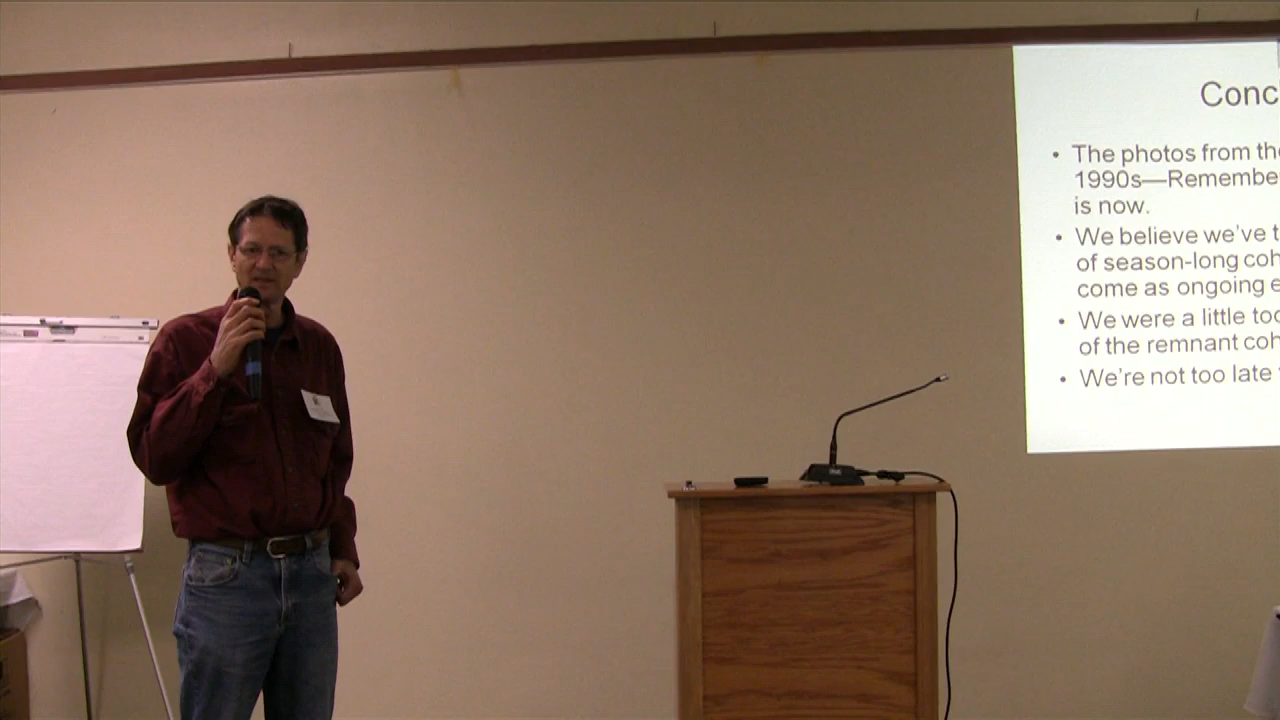 Conc
• The photos from the
1990s—Remembe
is now.
• We believe we've t
of season-long coh
come as ongoing e
• We were a little too
of the remnant coh
• We're not too late